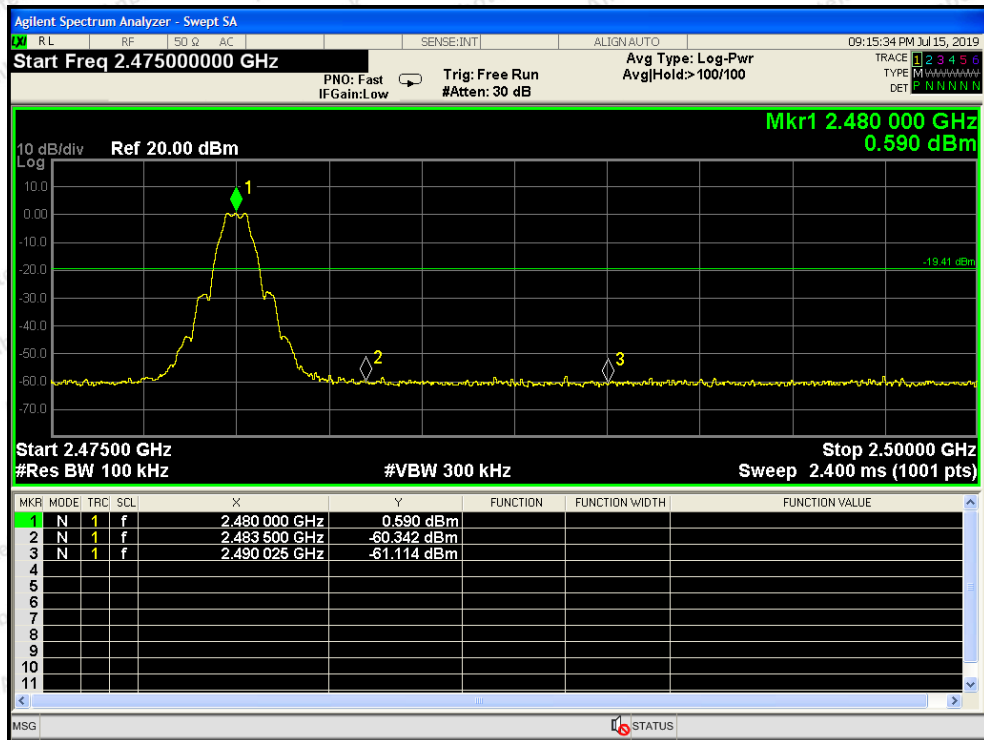 Agilent Spectrum Analyzer - Swept SA
LXI RL RF 50 Ω AC SENSE:INT ALIGN AUTO 09:15:34 PM Jul 15, 2019
Start Freq 2.475000000 GHz
PNO: Fast
IFGain:Low
Trig: Free Run
#Atten: 30 dB
Avg Type: Log-Pwr
Avg|Hold:>100/100
TRACE 1 2 3 4 5 6
TYPE M
DET P N N N N N
Mkr1 2.480 000 GHz
0.590 dBm
10 dB/div Ref 20.00 dBm
Log
10.0
0.00
-10.0
-20.0
-30.0
-40.0
-50.0
-60.0
-70.0
1
-19.41 dBm
2
3
Start 2.47500 GHz Stop 2.50000 GHz
#Res BW 100 kHz #VBW 300 kHz Sweep 2.400 ms (1001 pts)
MKR MODE TRC SCL X Y FUNCTION FUNCTION WIDTH FUNCTION VALUE
1 N 1 f 2.480 000 GHz 0.590 dBm
2 N 1 f 2.483 500 GHz -60.342 dBm
3 N 1 f 2.490 025 GHz -61.114 dBm
4
5
6
7
8
9
10
11
MSG STATUS